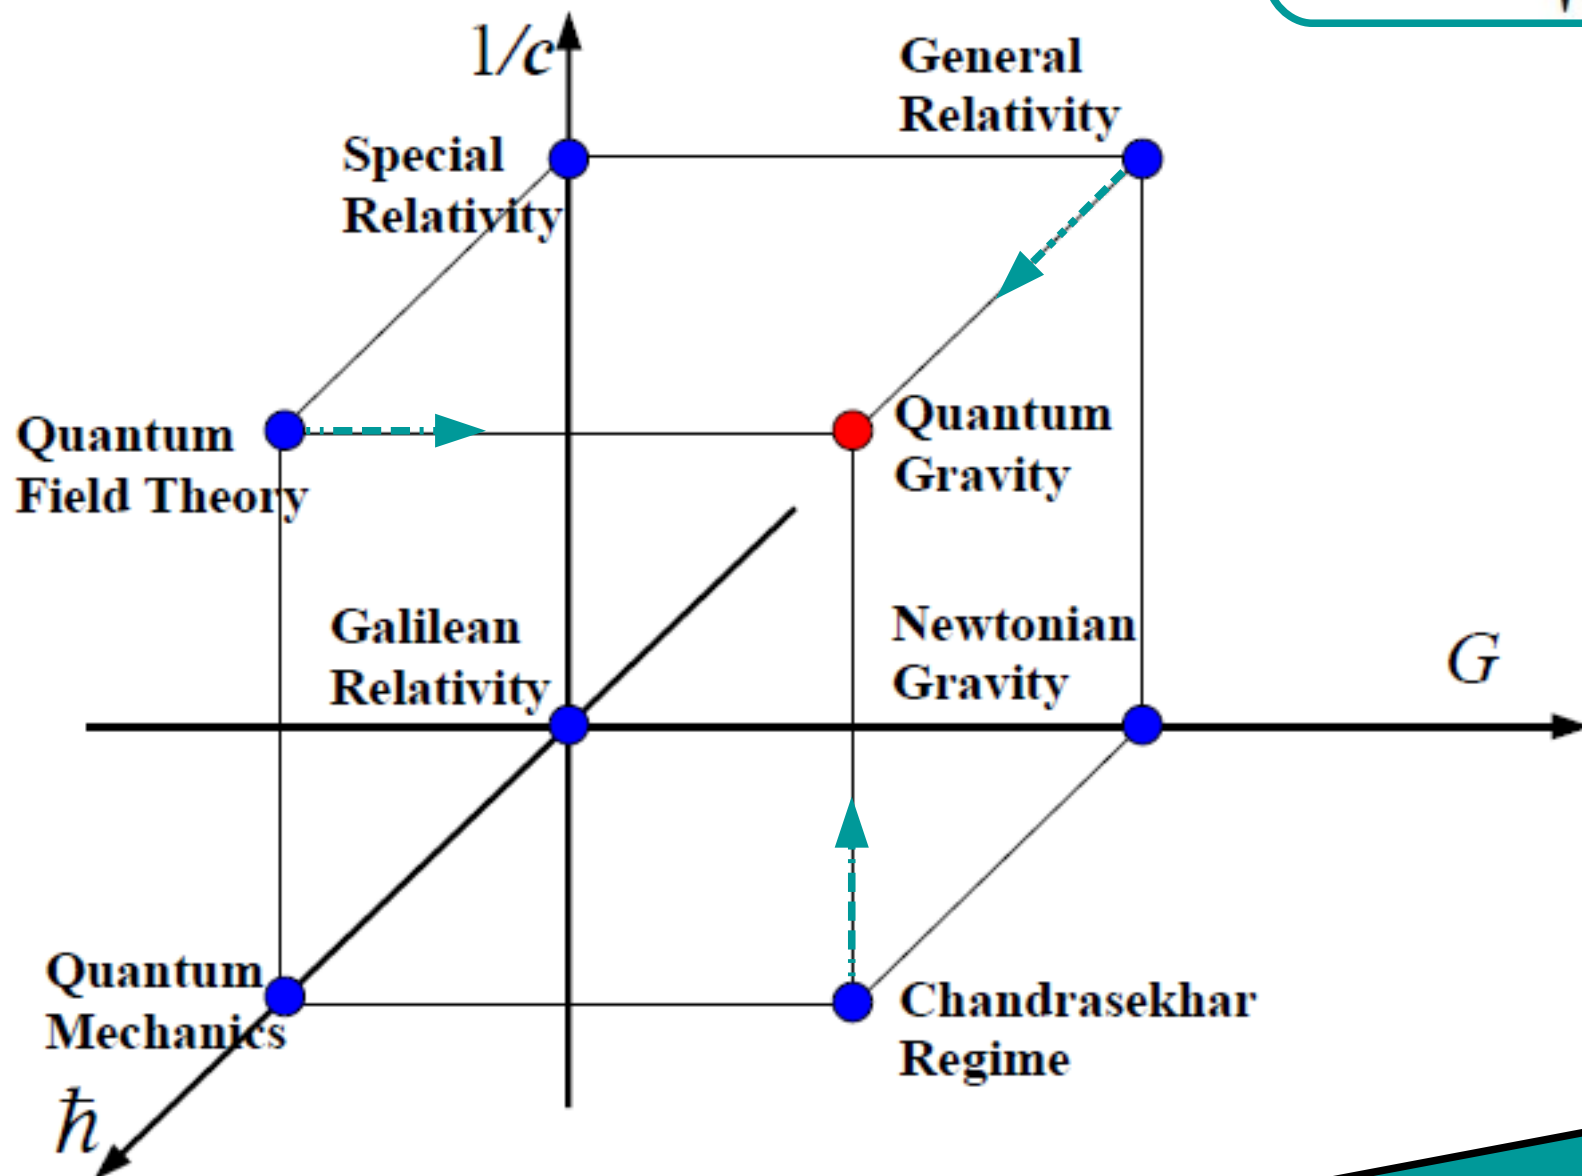 1/c
General
Relativity
Special
Relativity
Quantum
Field Theory
Quantum
Gravity
Galilean
Relativity
Newtonian
Gravity
G
Quantum
Mechanics
Chandrasekhar
Regime
ħ